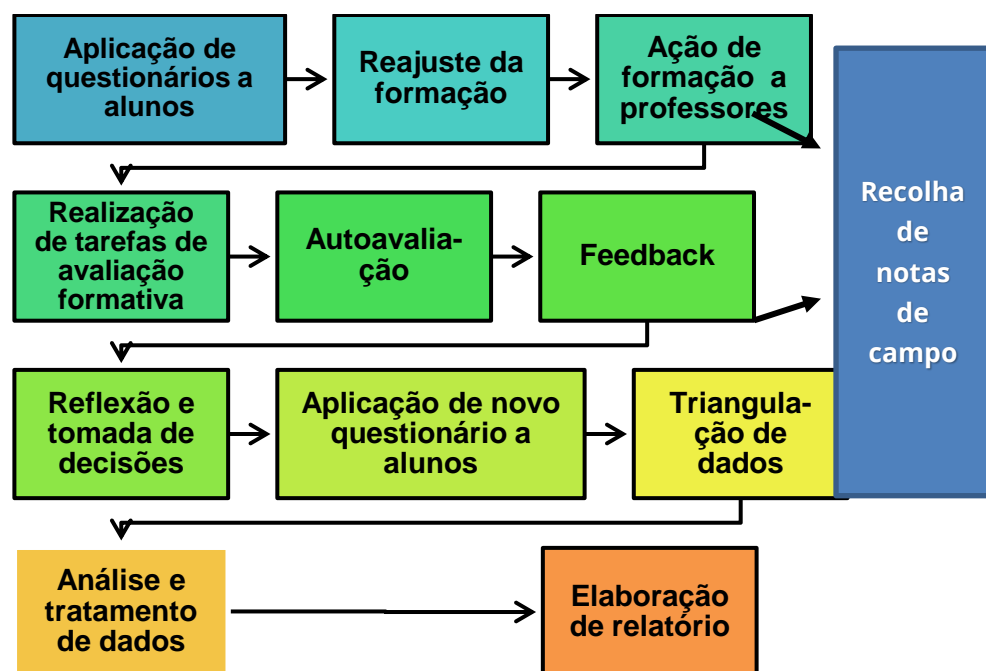 Aplicação de
questionários a
alunos
Reajuste da
formação
Ação de
formação a
professores
Recolha
de
notas
de
campo
Realização
de tarefas de
avaliação
formativa
Autoavalia-
ção
Feedback
Reflexão e
tomada de
decisões
Aplicação de novo
questionário a
alunos
Triangula-
ção de
dados
Análise e
tratamento
de dados
Elaboração
de relatório